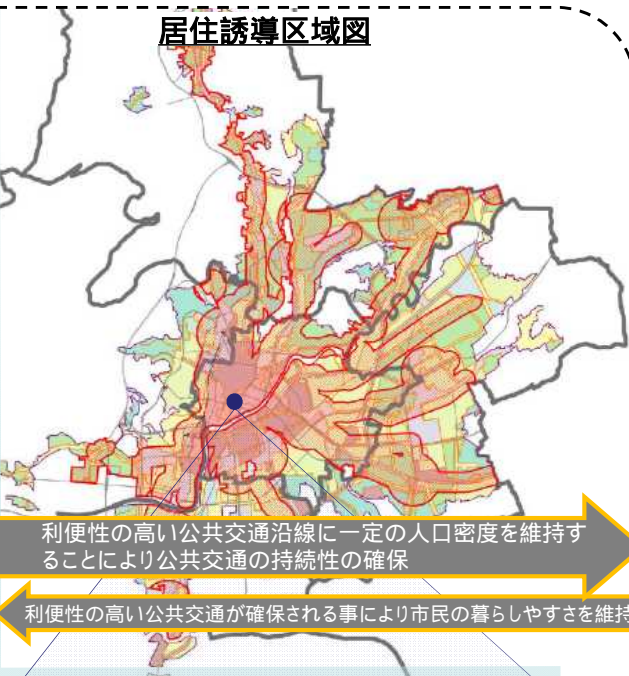 居住誘導区域図
利便性の高い公共交通沿線に一定の人口密度を維持す
ることにより公共交通の持続性の確保
利便性の高い公共交通が確保される事により市民の暮らしやすさを維持